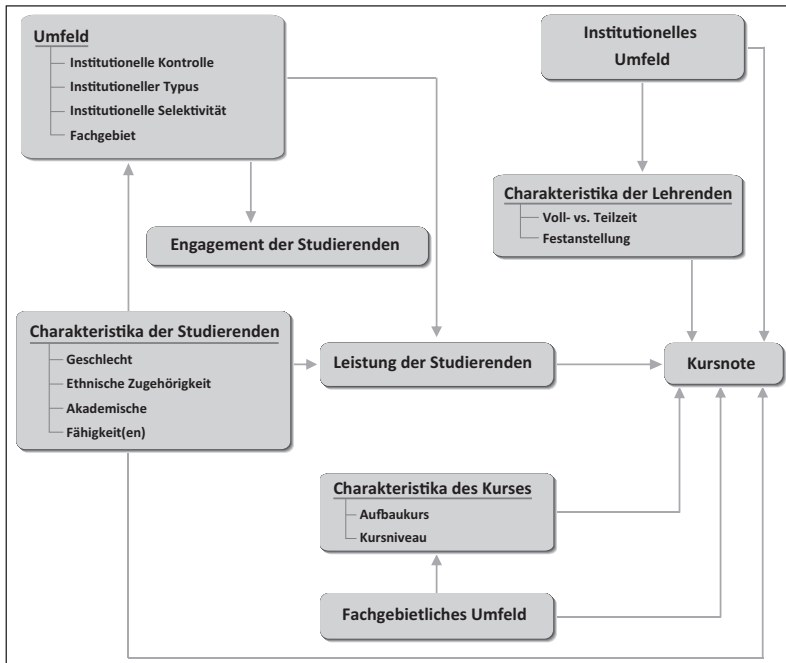 Umfeld
Institutionelle Kontrolle
Institutioneller Typus
Institutionelle Selektivität
Fachgebiet
Institutionelles
Umfeld
Charakteristika der Lehrenden
Voll- vs. Teilzeit
Festanstellung
Engagement der Studierenden
Charakteristika der Studierenden
Geschlecht
Ethnische Zugehörigkeit
Akademische
Fähigkeit(en)
Leistung der Studierenden
Kursnote
Charakteristika des Kurses
Aufbaukurs
Kursniveau
Fachgebietliches Umfeld